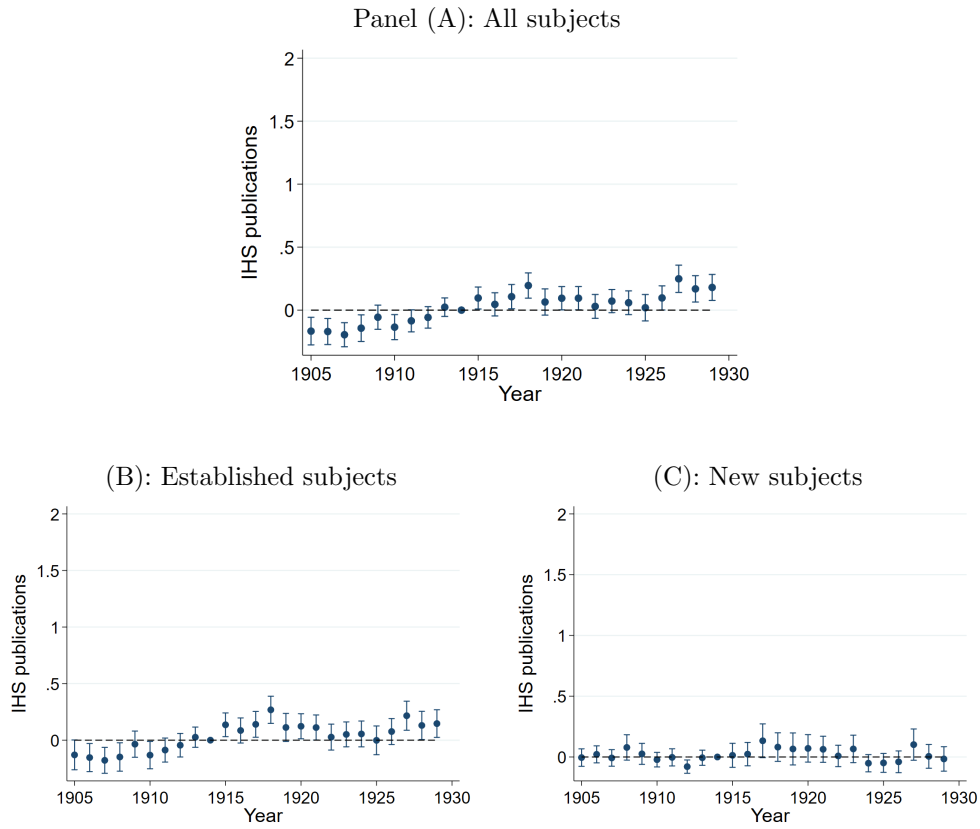 Panel (A): All subjects
2
1.5
1
.5
0
IHS publications
1905 1910 1915 1920 1925 1930
Year
(B): Established subjects
2
1.5
1
.5
0
IHS publications
1905 1910 1915 1920 1925 1930
Year
(C): New subjects
2
1.5
1
.5
0
IHS publications
1905 1910 1915 1920 1925 1930
Year